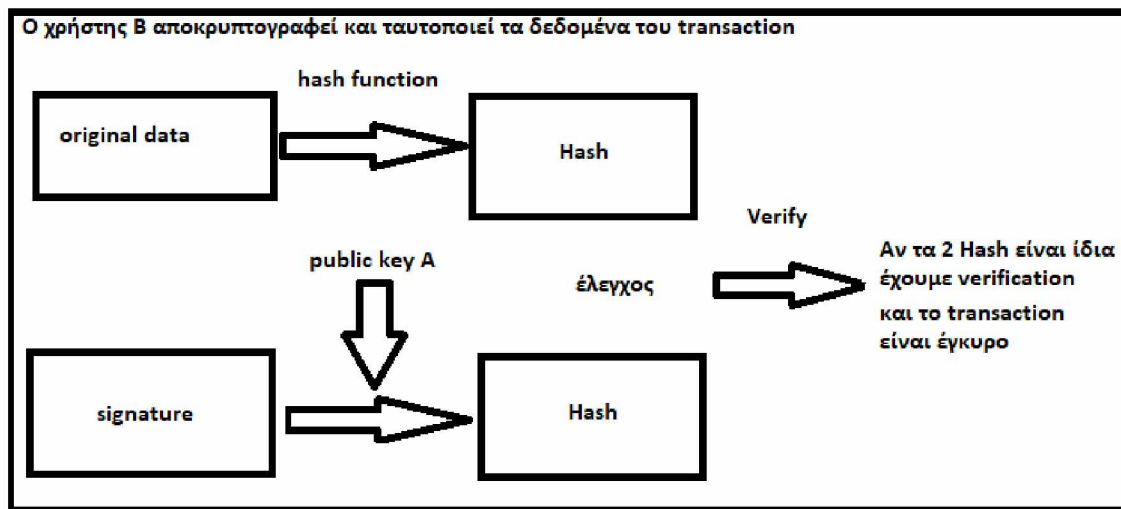 Ο χρήστης Β αποκρυπτογραφεί και ταυτοποιεί τα δεδομένα του transaction
hash function
original data
Hash
Verify
public key A
έλεγχος
Αν τα 2 Hash είναι ίδια
έχουμε verification
και το transaction
είναι έγκυρο
signature
Hash